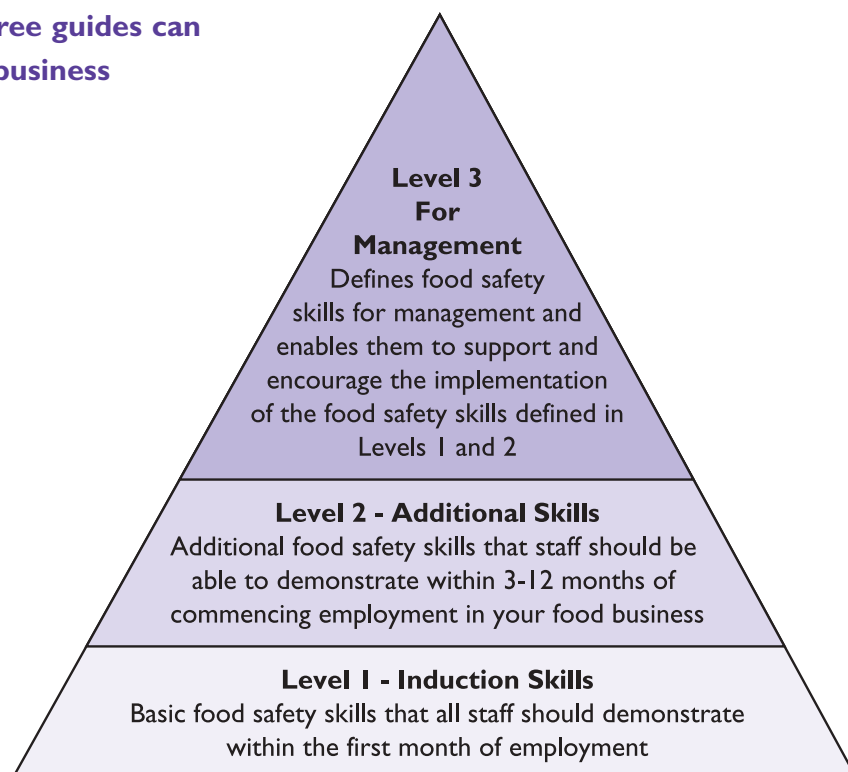 ree guides can
business
Level 3
For
Management
Defines food safety
skills for management and
enables them to support and
encourage the implementation
of the food safety skills defined in
Levels 1 and 2
Level 2 - Additional Skills
Additional food safety skills that staff should be
able to demonstrate within 3-12 months of
commencing employment in your food business
Level 1 - Induction Skills
Basic food safety skills that all staff should demonstrate
within the first month of employment